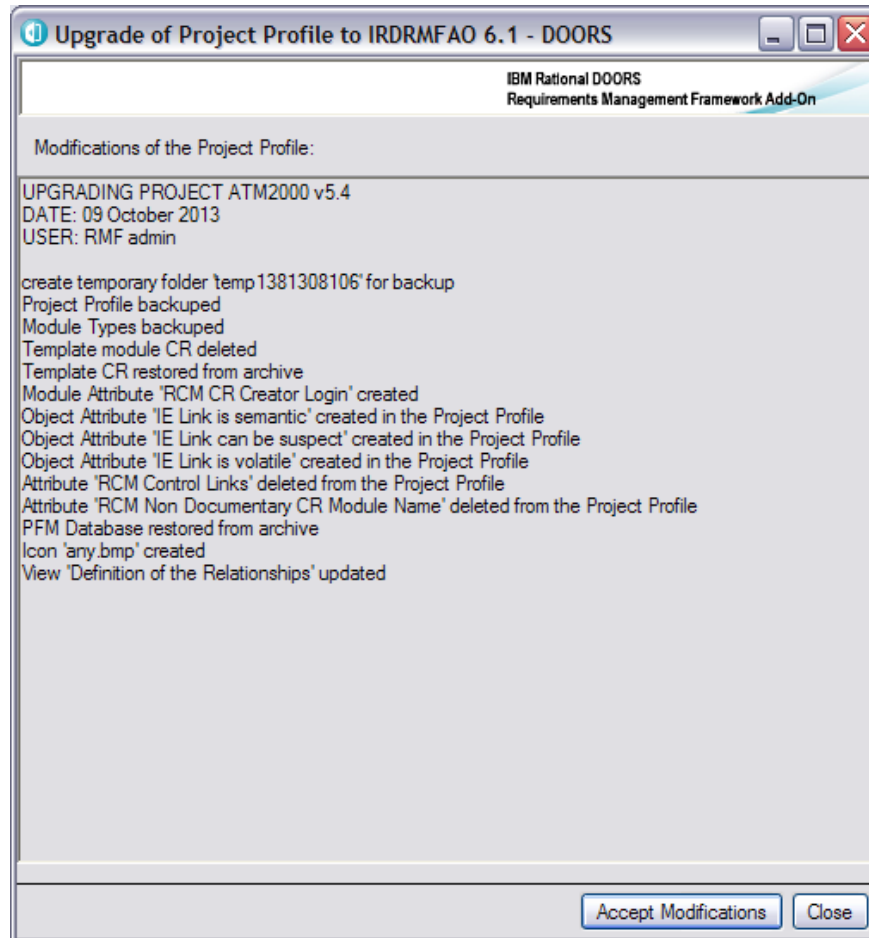 Upgrade of Project Profile to IRDRMFAO 6.1 - DOORS
IBM Rational DOORS
Requirements Management Framework Add-On
Modifications of the Project Profile:
UPGRADING PROJECT ATM2000 v5.4
DATE: 09 October 2013
USER: RMF admin
create temporary folder 'temp1381308106' for backup
Project Profile backuped
Module Types backuped
Template module CR deleted
Template CR restored from archive
Module Attribute 'RCM CR Creator Login' created
Object Attribute 'IE Link is semantic' created in the Project Profile
Object Attribute 'IE Link can be suspect' created in the Project Profile
Object Attribute 'IE Link is volatile' created in the Project Profile
Attribute 'RCM Control Links' deleted from the Project Profile
Attribute 'RCM Non Documentary CR Module Name' deleted from the Project Profile
PFM Database restored from archive
Icon 'any.bmp' created
View 'Definition of the Relationships' updated
Accept Modifications
Close